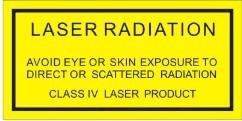 LASER RADIATION
AVOID EYE OR SKIN EXPOSURE TO
DIRECT OR SCATTERED RADIATION
CLASS IV LASER PRODUCT